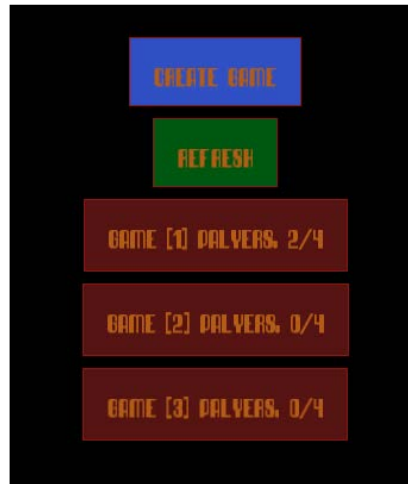 CREATE GAME
REFRESH
GAME [1] PALYERS. 2/4
GAME [2] PALYERS. 0/4
GAME [3] PALYERS. 0/4